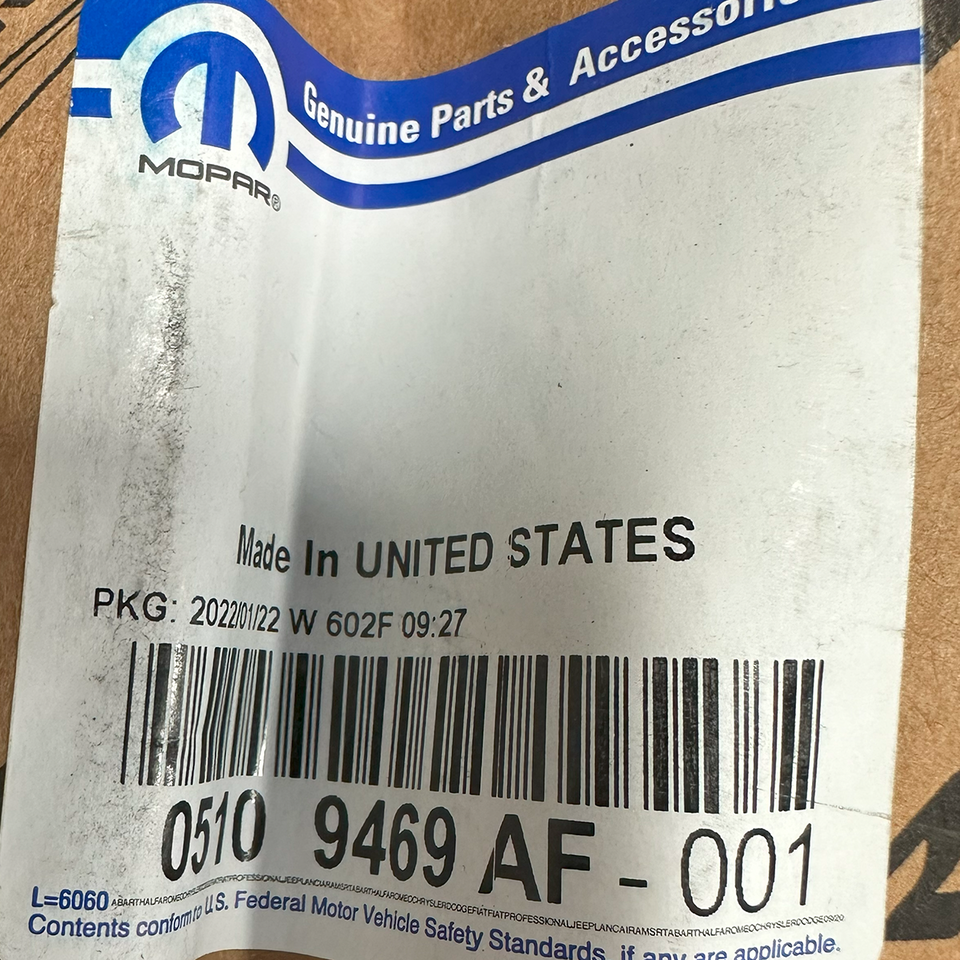 Genuine Parts & Accessori
MOPAR®
Made In UNITED STATES
PKG: 2022/01/22 W 602F 09:27
0510 9469 AF - 001
L=6060
Contents conform to U.S. Federal Motor Vehicle Safety Standards, if any are applicable.